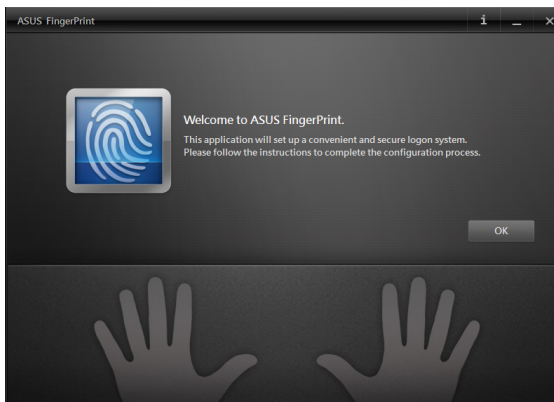 ASUS FingerPrint
Welcome to ASUS FingerPrint.
This application will set up a convenient and secure logon system.
Please follow the instructions to complete the configuration process.
OK